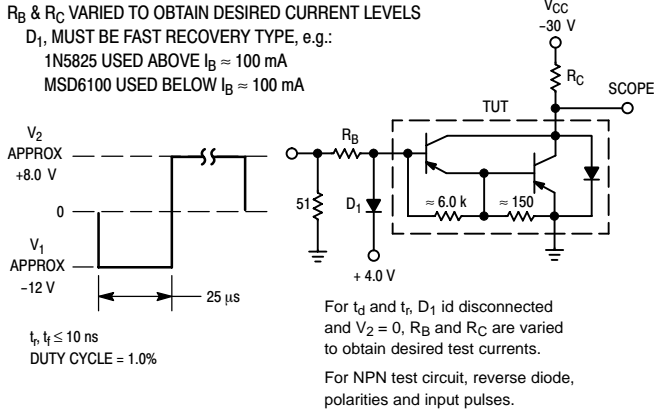 R_B & R_C VARIED TO OBTAIN DESIRED CURRENT LEVELS
D_1, MUST BE FAST RECOVERY TYPE, e.g.:
1N5825 USED ABOVE I_B ≈ 100 mA
MSD6100 USED BELOW I_B ≈ 100 mA
V_CC
-30 V
R_C
SCOPE
TUT
R_B
V_2
APPROX
+8.0 V
51
D_1
≈ 6.0 k
≈ 150
0
V_1
APPROX
-12 V
+ 4.0 V
25 μs
t_r, t_f ≤ 10 ns
DUTY CYCLE = 1.0%
For t_d and t_r, D_1 id disconnected
and V_2 = 0, R_B and R_C are varied
to obtain desired test currents.
For NPN test circuit, reverse diode,
polarities and input pulses.